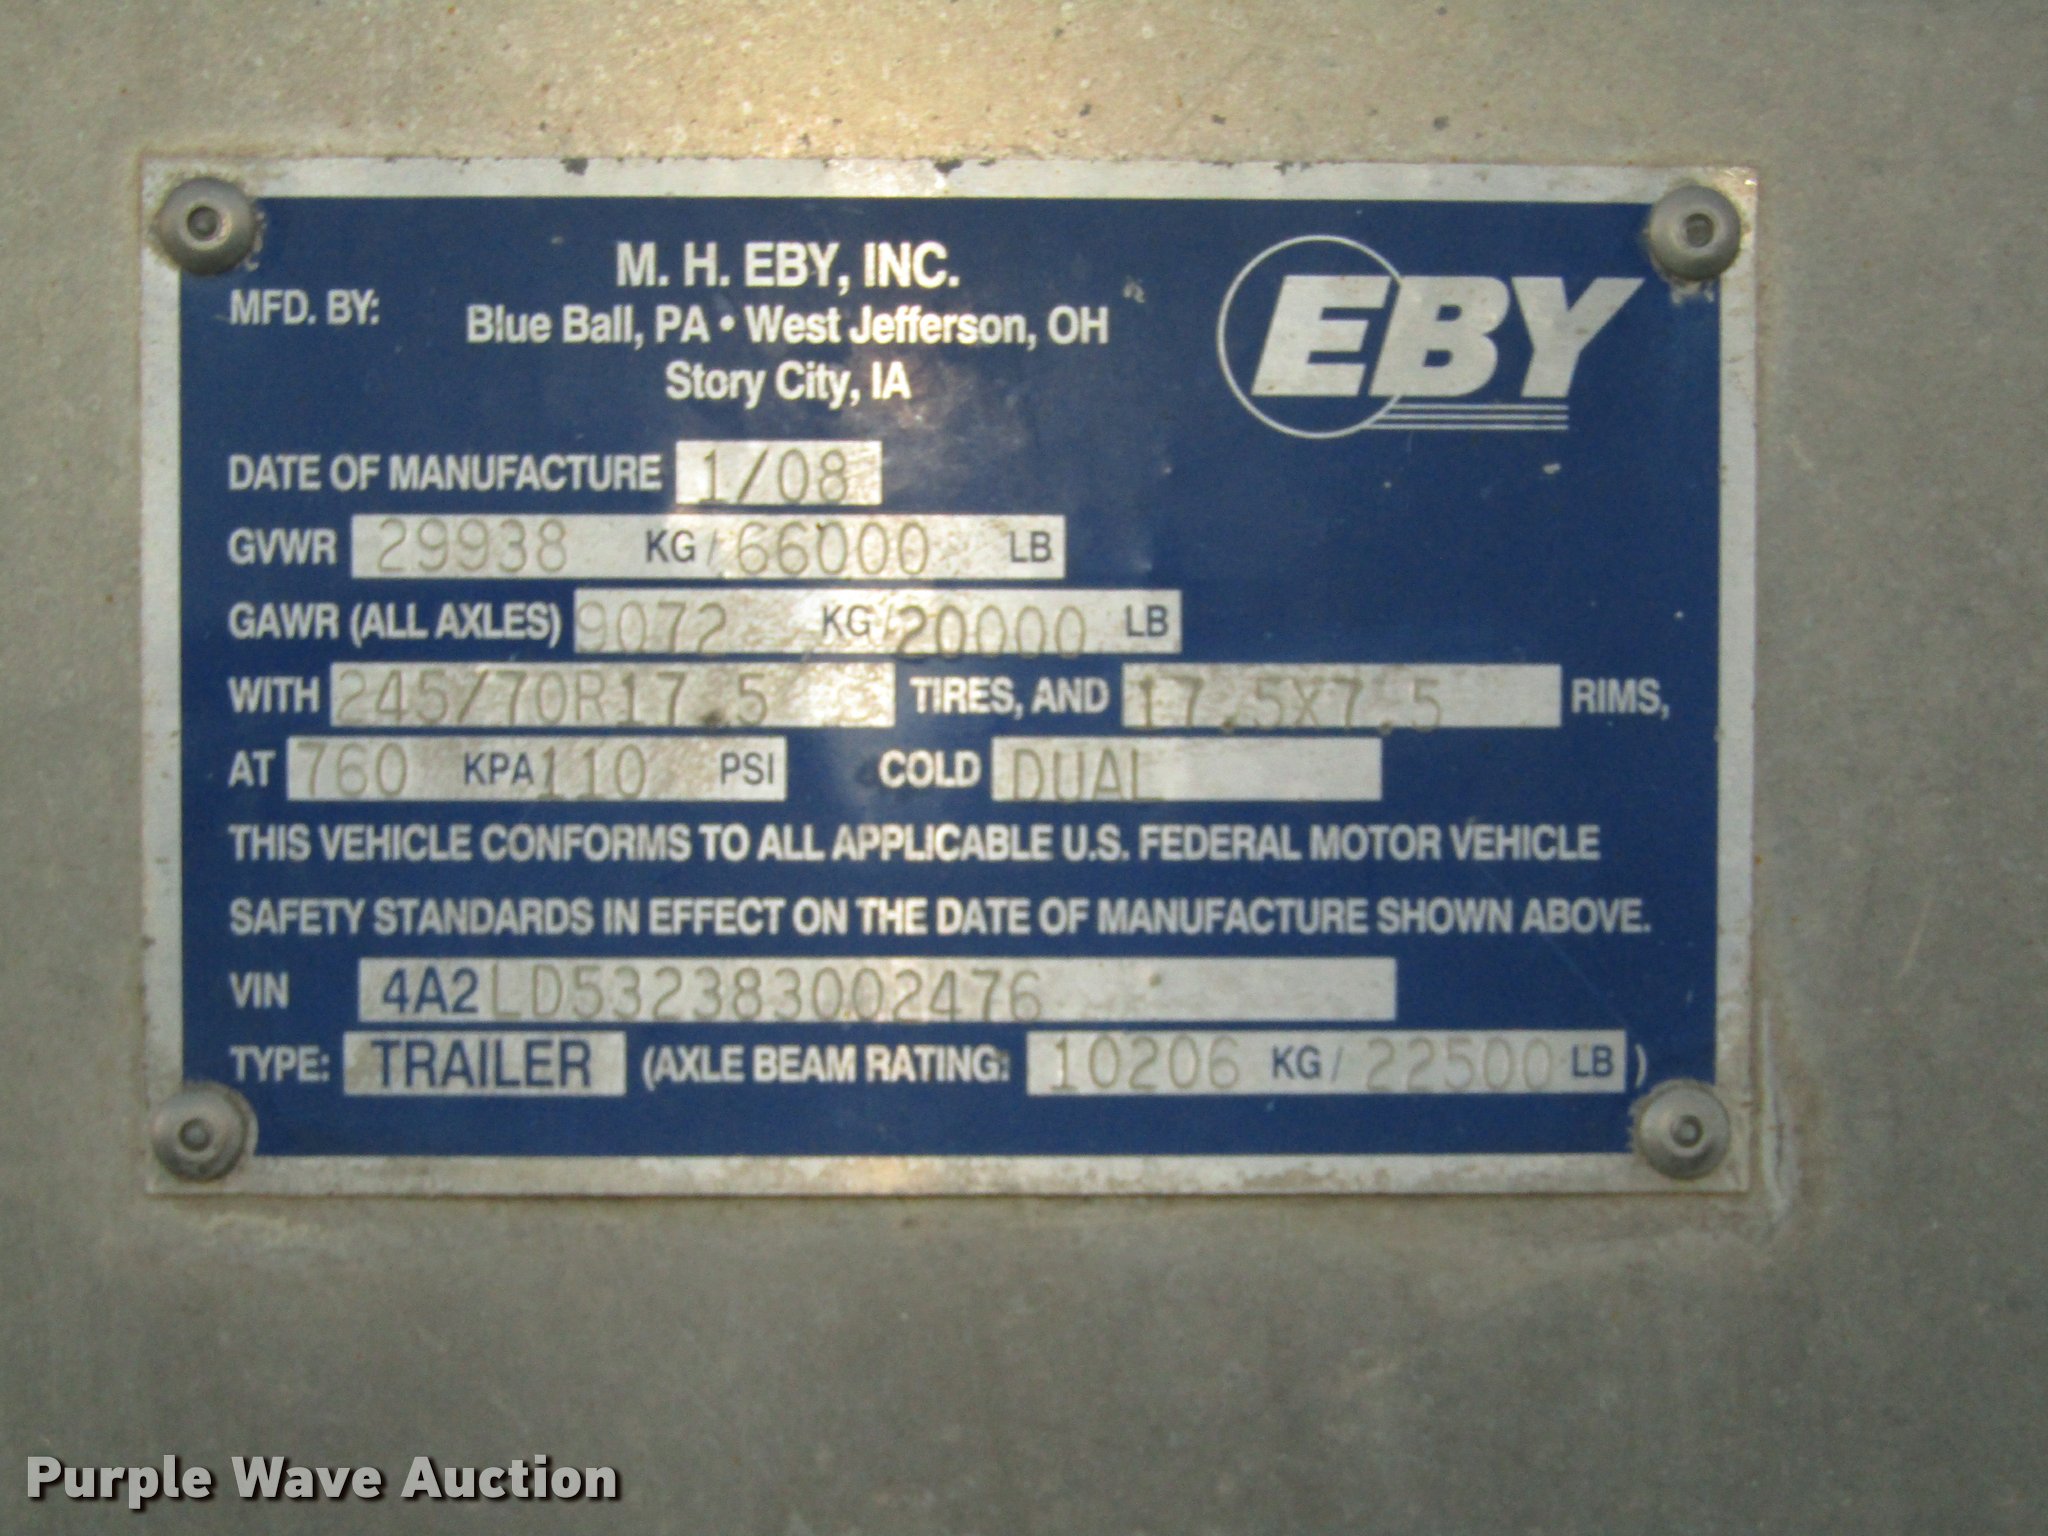 M. H. EBY, INC.
MFD. BY:
Blue Ball, PA • West Jefferson, OH
Story City, IA
EBY
DATE OF MANUFACTURE 1/08
GVWR 29938 KG / 66000 LB
GAWR (ALL AXLES) 9072 KG / 20000 LB
WITH 245/70R17.5 TIRES, AND 17.5X7.5 RIMS,
AT 760 KPA / 110 PSI COLD DUAL
THIS VEHICLE CONFORMS TO ALL APPLICABLE U.S. FEDERAL MOTOR VEHICLE
SAFETY STANDARDS IN EFFECT ON THE DATE OF MANUFACTURE SHOWN ABOVE.
VIN 4A2LD532383002476
TYPE: TRAILER (AXLE BEAM RATING: 10206 KG / 22500 LB )
Purple Wave Auction